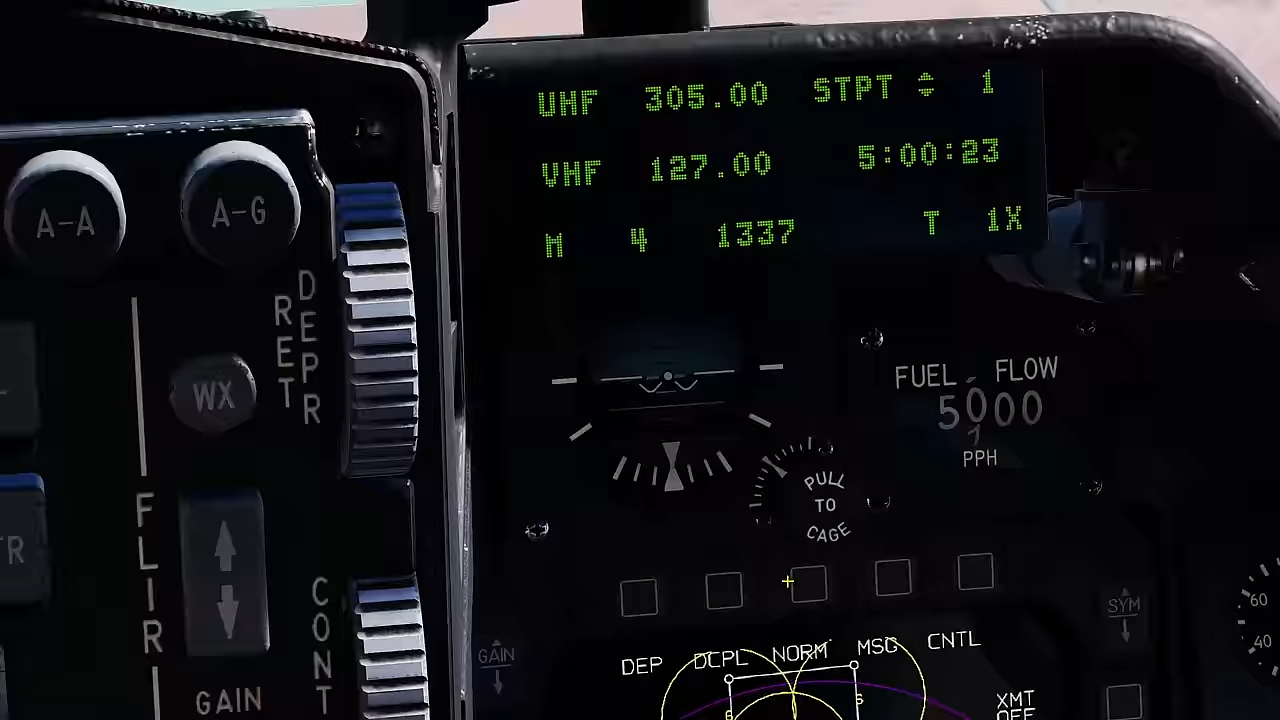 UHF 305.00 STPT 1
VHF 127.00 5:00:23
M 4 1337 T 1X
A-A
A-G
RET
DEPR
WX
FLIR
GAIN
CONT
FUEL FLOW
5000
PPH
PULL
TO
CAGE
GAIN
SYM
DEP DCPL NORM MSG CNTL
XMT
OFF
60
40